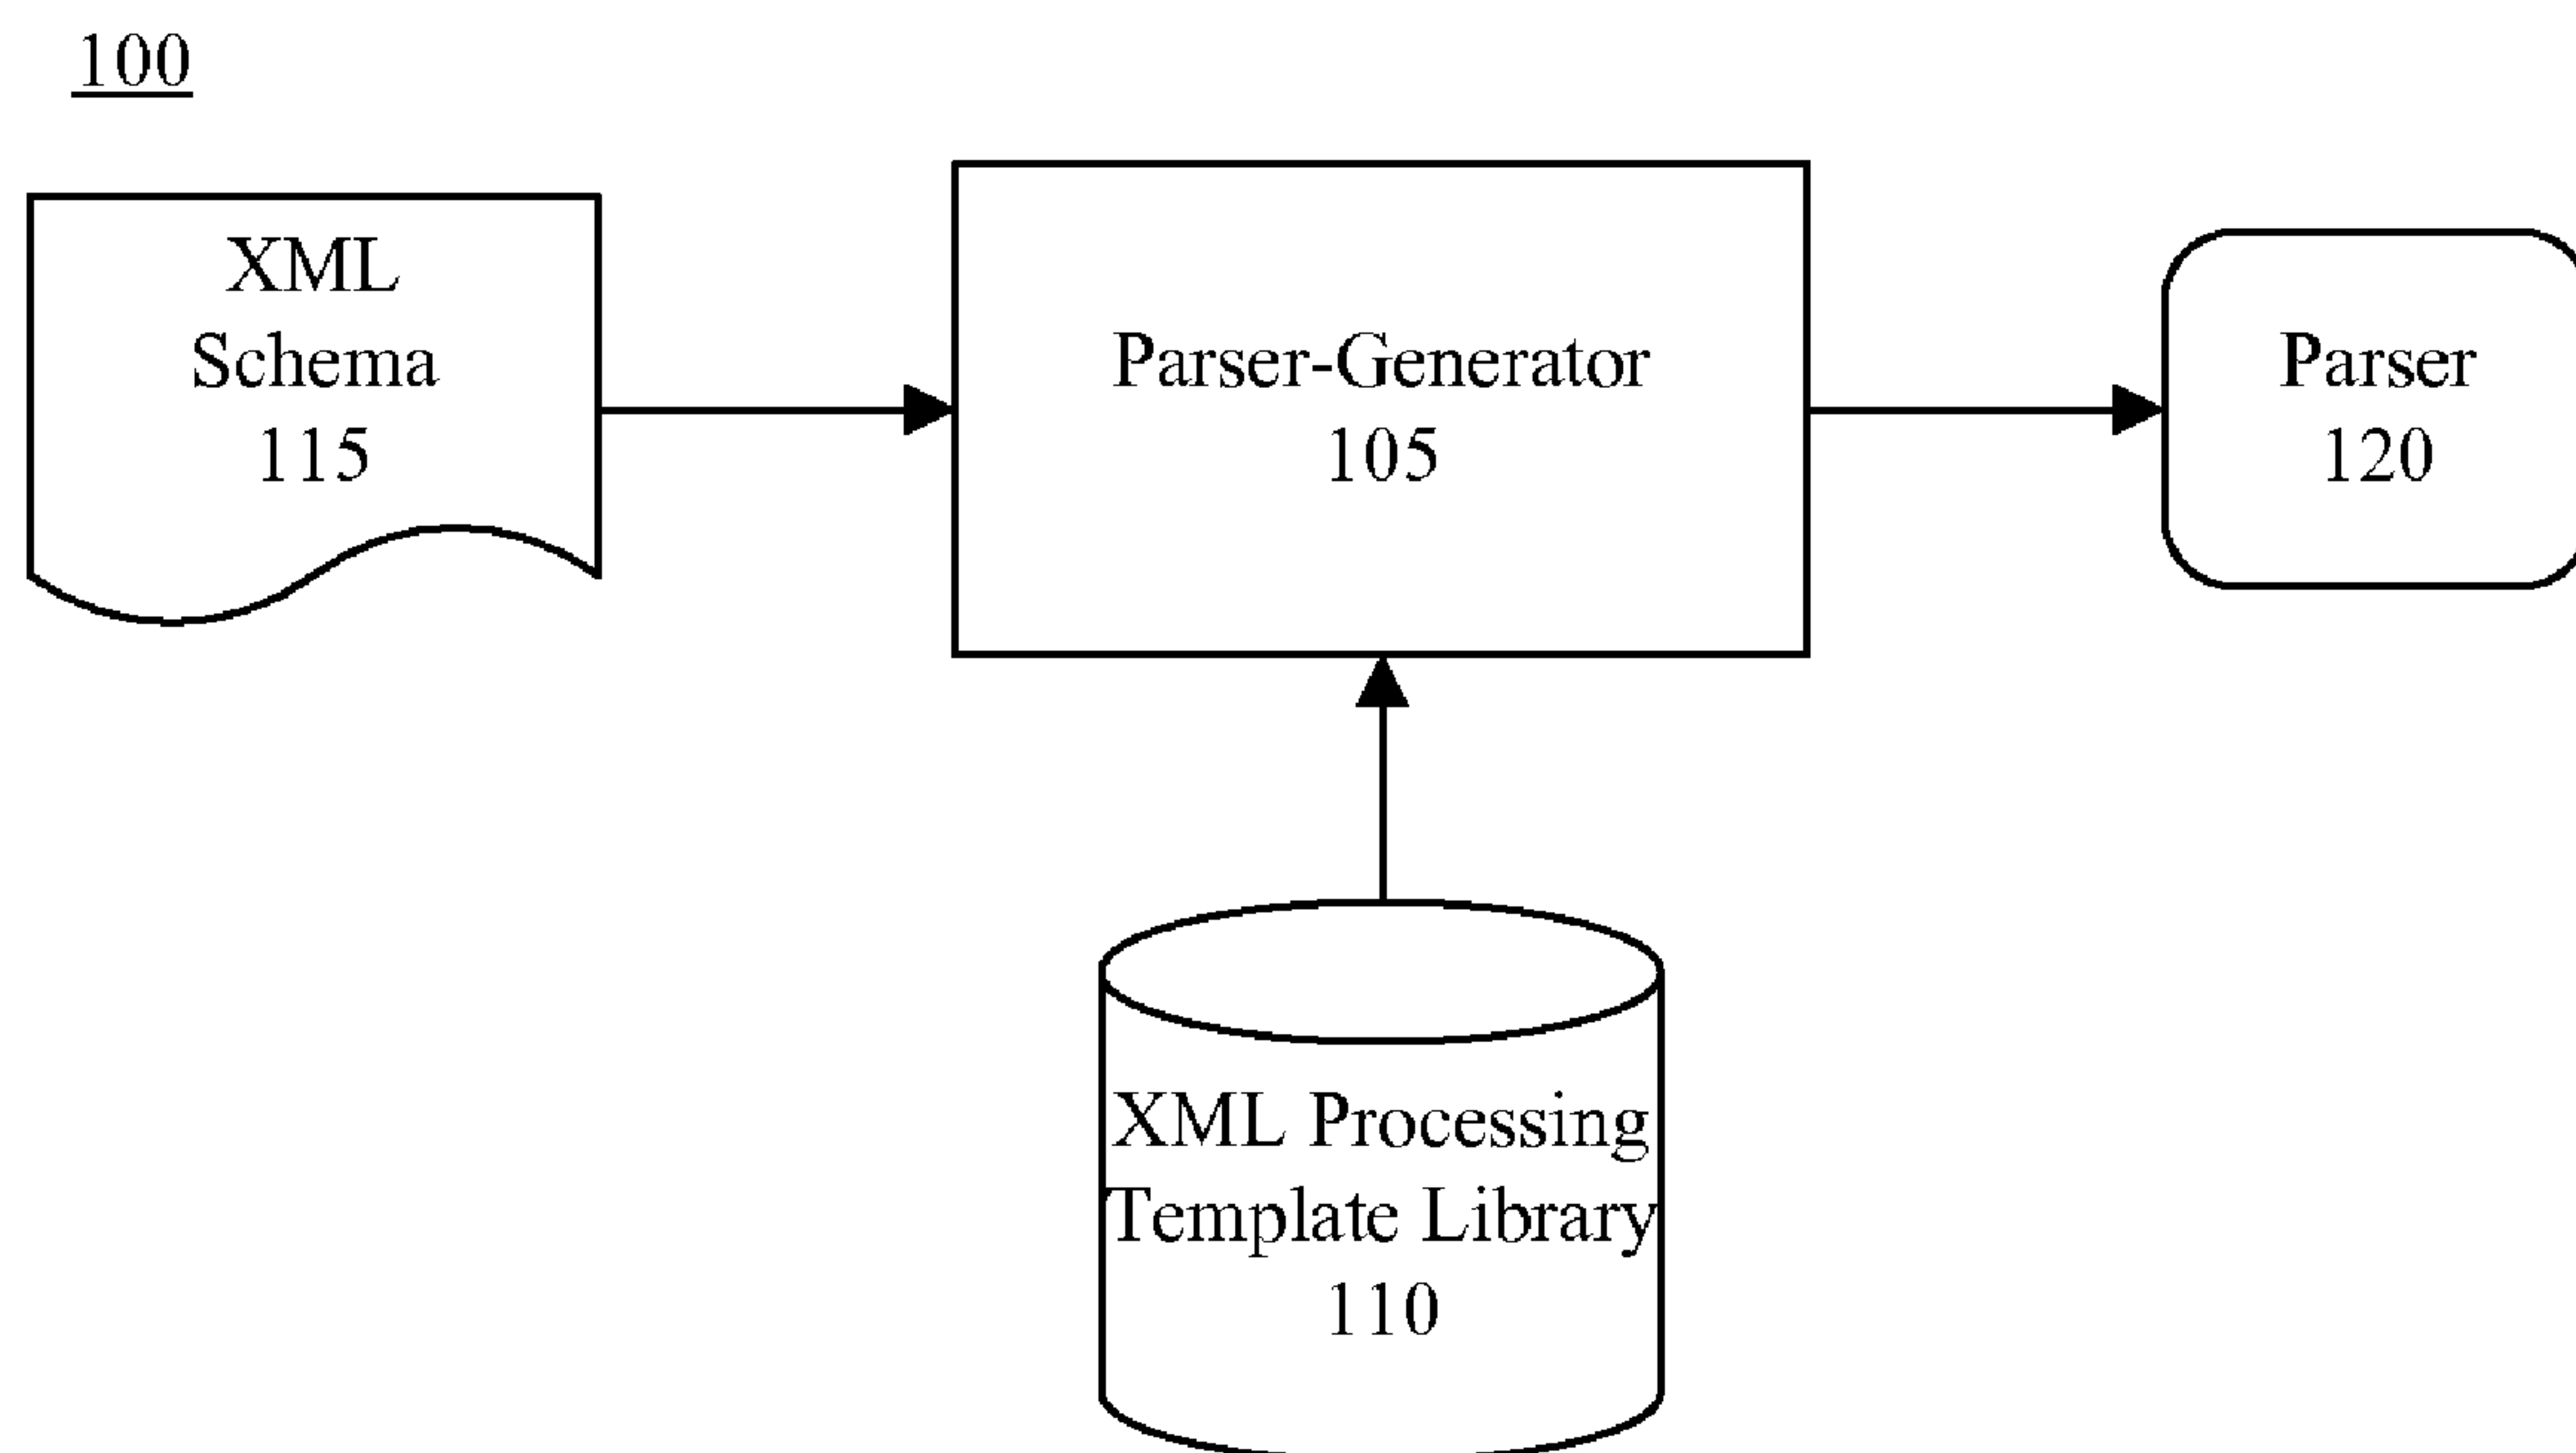 100
XML
Schema
115
Parser-Generator
105
Parser
120
XML Processing
Template Library
110